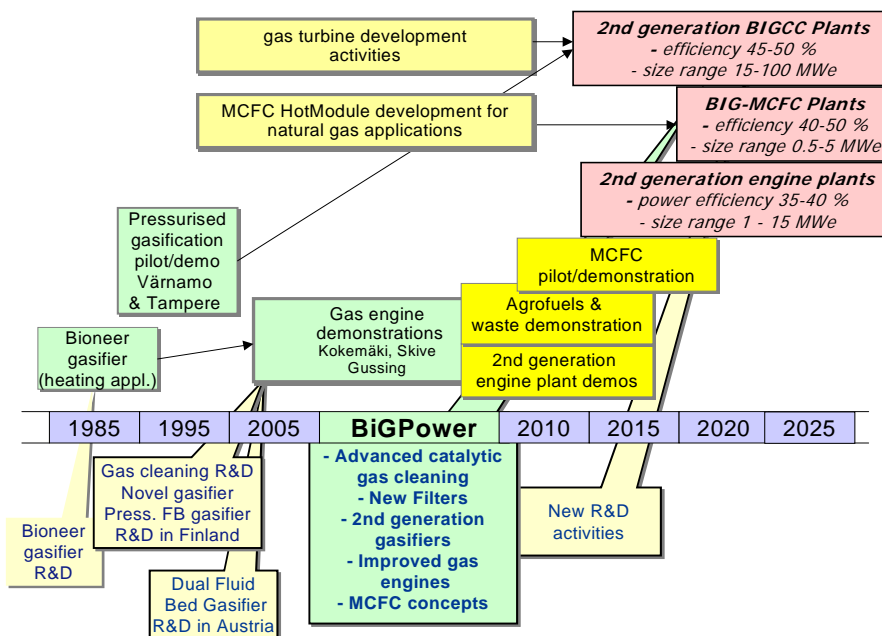 gas turbine development
activities
2nd generation BIGCC Plants
- efficiency 45-50 %
- size range 15-100 MWe
MCFC HotModule development for
natural gas applications
BIG-MCFC Plants
- efficiency 40-50 %
- size range 0.5-5 MWe
2nd generation engine plants
- power efficiency 35-40 %
- size range 1 - 15 MWe
Pressurised
gasification
pilot/demo
Värnamo
& Tampere
MCFC
pilot/demonstration
Gas engine
demonstrations
Kokemäki, Skive
Gussing
Agrofuels &
waste demonstration
2nd generation
engine plant demos
Bioneer
gasifier
(heating appl.)
1985 1995 2005 BiGPower 2010 2015 2020 2025
Gas cleaning R&D
Novel gasifier
Press. FB gasifier
R&D in Finland
- Advanced catalytic
gas cleaning
- New Filters
- 2nd generation
gasifiers
- Improved gas
engines
- MCFC concepts
New R&D
activities
Bioneer
gasifier
R&D
Dual Fluid
Bed Gasifier
R&D in Austria